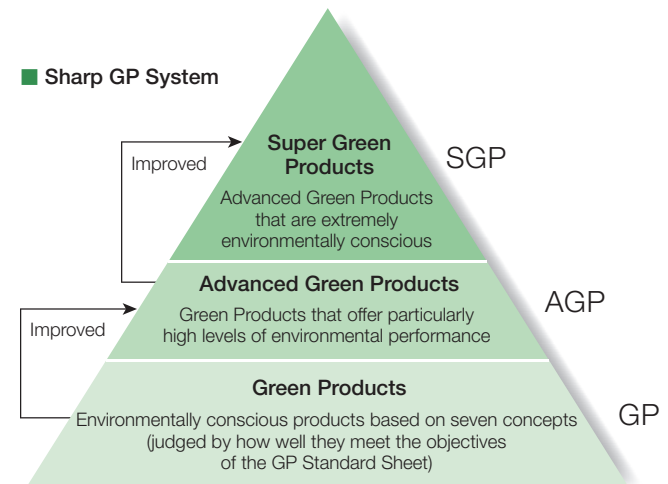 Sharp GP System
Super Green
Products
Advanced Green Products
that are extremely
environmentally conscious
SGP
Improved
Advanced Green Products
Green Products that offer particularly
high levels of environmental performance
AGP
Improved
Green Products
Environmentally conscious products based on seven concepts
(judged by how well they meet the objectives
of the GP Standard Sheet)
GP